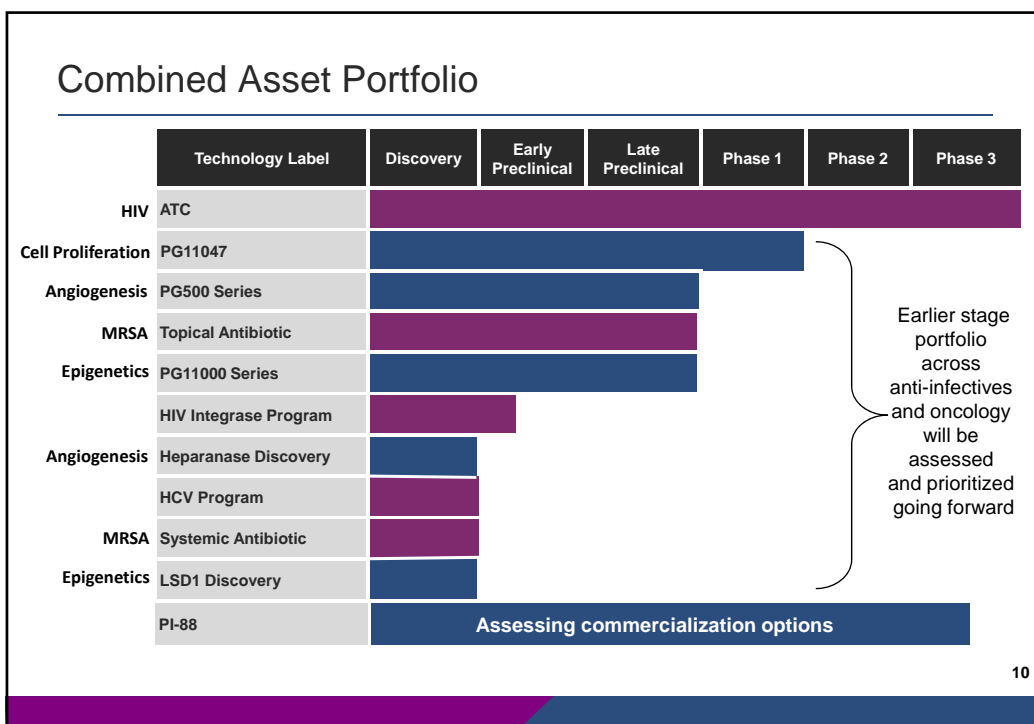 Combined Asset Portfolio
Technology Label
Discovery
Early
Preclinical
Late
Preclinical
Phase 1
Phase 2
Phase 3
HIV
ATC
Cell Proliferation
PG11047
Angiogenesis
PG500 Series
MRSA
Topical Antibiotic
Epigenetics
PG11000 Series
HIV Integrase Program
Angiogenesis
Heparanase Discovery
HCV Program
MRSA
Systemic Antibiotic
Epigenetics
LSD1 Discovery
PI-88
Assessing commercialization options
Earlier stage
portfolio
across
anti-infectives
and oncology
will be
assessed
and prioritized
going forward
10